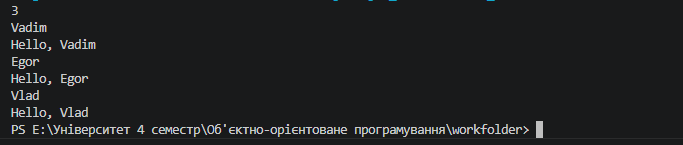 3
Vadim
Hello, Vadim
Egor
Hello, Egor
Vlad
Hello, Vlad
PS E:\Університет 4 семестр\Об'єктно-орієнтоване програмування\workfolder>